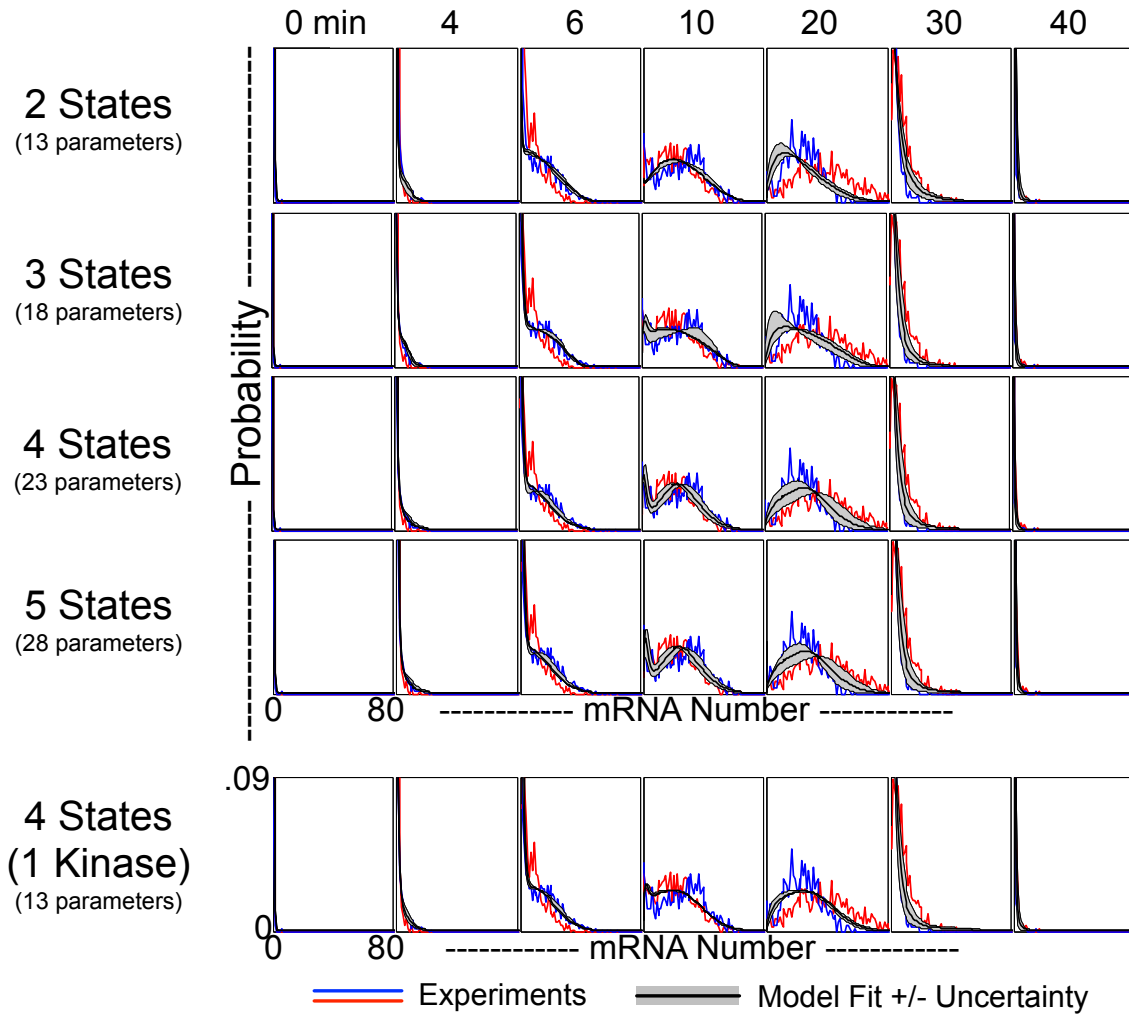 0 min 4 6 10 20 30 40
2 States
(13 parameters)
3 States
(18 parameters)
4 States
(23 parameters)
5 States
(28 parameters)
Probability
0 80 mRNA Number
.09
4 States
(1 Kinase)
(13 parameters)
0
0 80 mRNA Number
Experiments Model Fit +/- Uncertainty